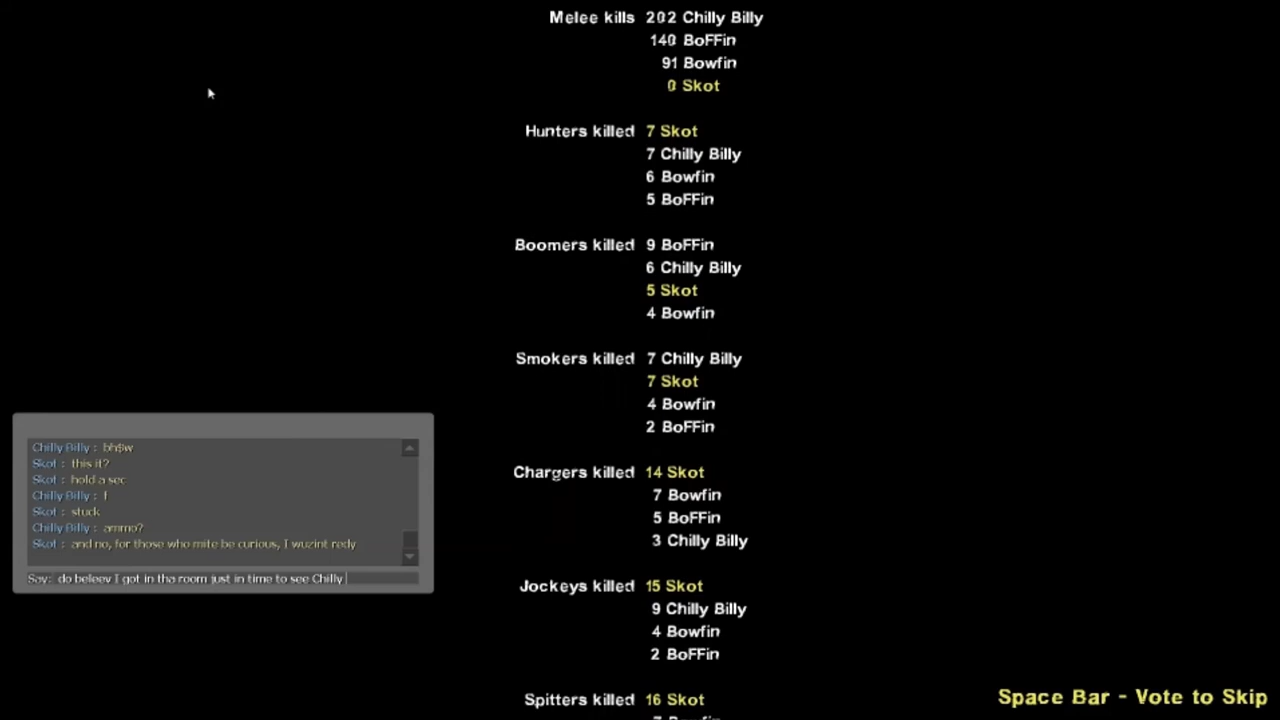 Melee kills 202 Chilly Billy
140 BoFFin
91 Bowfin
0 Skot
Hunters killed 7 Skot
7 Chilly Billy
6 Bowfin
5 BoFFin
Boomers killed 9 BoFFin
6 Chilly Billy
5 Skot
4 Bowfin
Smokers killed 7 Chilly Billy
7 Skot
4 Bowfin
2 BoFFin
Chargers killed 14 Skot
7 Bowfin
5 BoFFin
3 Chilly Billy
Jockeys killed 15 Skot
9 Chilly Billy
4 Bowfin
2 BoFFin
Spitters killed 16 Skot
Chilly Billy :
Skot : this it?
Skot : hold a sec
Chilly Billy : !
Skot : stuck
Chilly Billy : ammo?
Skot : and no, for those who mite be curious, I wuzint redy
Say: do beleev I got in tha room just in time to see Chilly
Space Bar - Vote to Skip